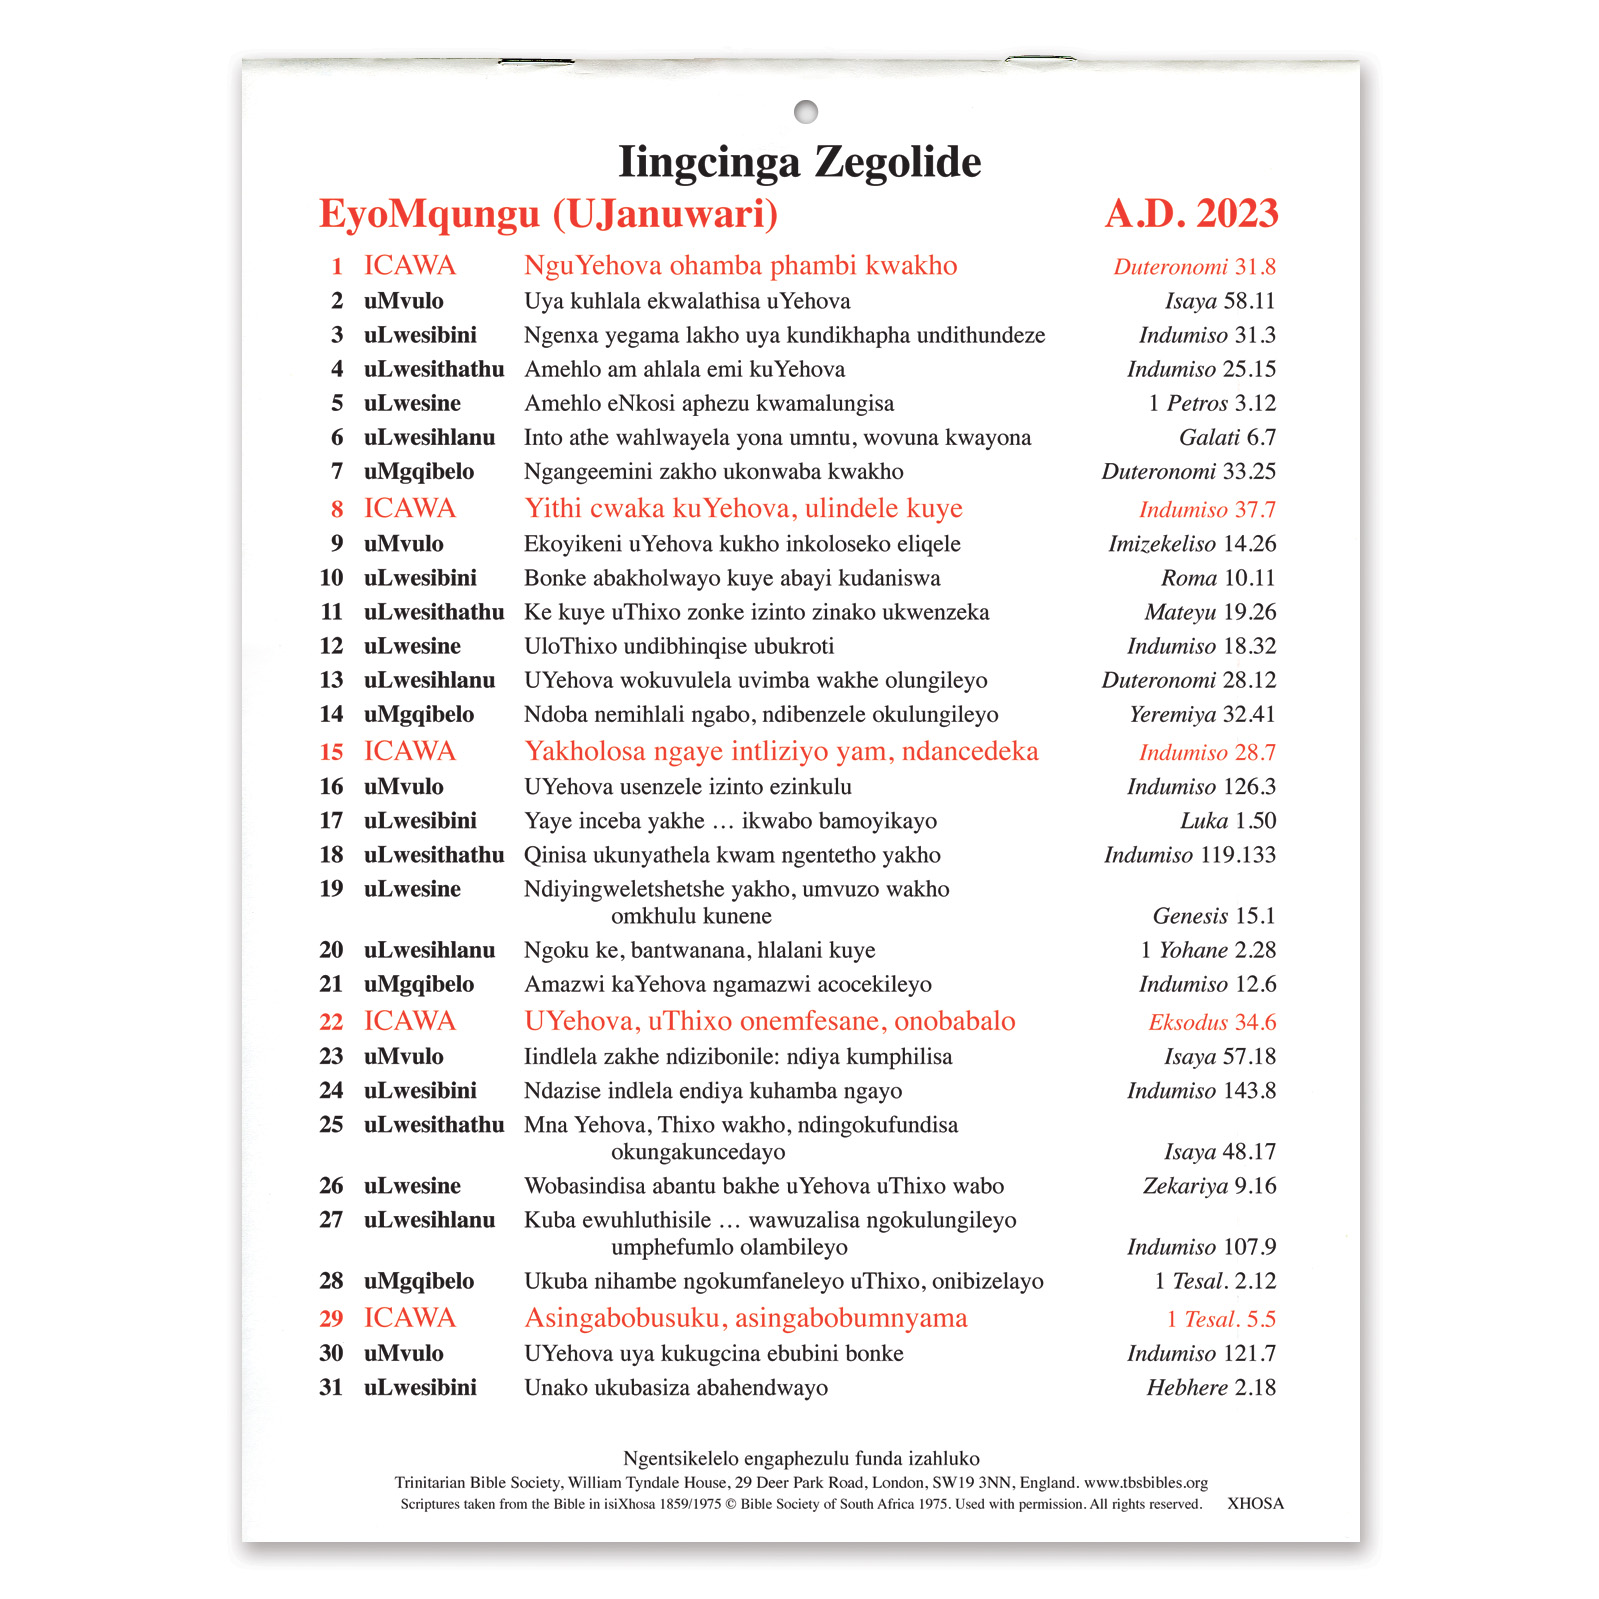 Iingcinga Zegolide
EyoMqungu (UJanuwari) A.D. 2023
1 ICAWA NguYehova ohamba phambi kwakho Duteronomi 31.8
2 uMvulo Uya kuhlala ekwalathisa uYehova Isaya 58.11
3 uLwesibini Ngenxa yegama lakho uya kundikhapha undithundeze Indumiso 31.3
4 uLwesithathu Amehlo am ahlala emi kuYehova Indumiso 25.15
5 uLwesine Amehlo eNkosi aphezu kwamalungisa 1 Petros 3.12
6 uLwesihlanu Into athe wahlwayela yona umntu, wovuna kwayona Galati 6.7
7 uMgqibelo Ngangeemini zakho ukonwaba kwakho Duteronomi 33.25
8 ICAWA Yithi cwaka kuYehova, ulindele kuye Indumiso 37.7
9 uMvulo Ekoyikeni uYehova kukho inkoloseko eliqele Imizekeliso 14.26
10 uLwesibini Bonke abakholwayo kuye abayi kudaniswa Roma 10.11
11 uLwesithathu Ke kuye uThixo zonke izinto zinako ukwenzeka Mateyu 19.26
12 uLwesine UloThixo undibhinqise ubukroti Indumiso 18.32
13 uLwesihlanu UYehova wokuvulela uvimba wakhe olungileyo Duteronomi 28.12
14 uMgqibelo Ndoba nemihlali ngabo, ndibenzele okulungileyo Yeremiya 32.41
15 ICAWA Yakholosa ngaye intliziyo yam, ndancedeka Indumiso 28.7
16 uMvulo UYehova usenzele izinto ezinkulu Indumiso 126.3
17 uLwesibini Yaye inceba yakhe … ikwabo bamoyikayo Luka 1.50
18 uLwesithathu Qinisa ukunyathela kwam ngentetho yakho Indumiso 119.133
19 uLwesine Ndiyingweletshetshe yakho, umvuzo wakho
omkhulu kunene Genesis 15.1
20 uLwesihlanu Ngoku ke, bantwanana, hlalani kuye 1 Yohane 2.28
21 uMgqibelo Amazwi kaYehova ngamazwi acocekileyo Indumiso 12.6
22 ICAWA UYehova, uThixo onemfesane, onobabalo Eksodus 34.6
23 uMvulo Iindlela zakhe ndizibonile: ndiya kumphilisa Isaya 57.18
24 uLwesibini Ndazise indlela endiya kuhamba ngayo Indumiso 143.8
25 uLwesithathu Mna Yehova, Thixo wakho, ndingokufundisa
okungakuncedayo Isaya 48.17
26 uLwesine Wobasindisa abantu bakhe uYehova uThixo wabo Zekariya 9.16
27 uLwesihlanu Kuba ewuhluthisile … wawuzalisa ngokulungileyo
umphefumlo olambileyo Indumiso 107.9
28 uMgqibelo Ukuba nihambe ngokumfaneleyo uThixo, onibizelayo 1 Tesal. 2.12
29 ICAWA Asingabobusuku, asingabobumnyama 1 Tesal. 5.5
30 uMvulo UYehova uya kukugcina ebubini bonke Indumiso 121.7
31 uLwesibini Unako ukubasiza abahendwayo Hebhere 2.18
Ngentsikelelo engaphezulu funda izahluko
Trinitarian Bible Society, William Tyndale House, 29 Deer Park Road, London, SW19 3NN, England. www.tbsbibles.org
Scriptures taken from the Bible in isiXhosa 1859/1975 © Bible Society of South Africa 1975. Used with permission. All rights reserved. XHOSA